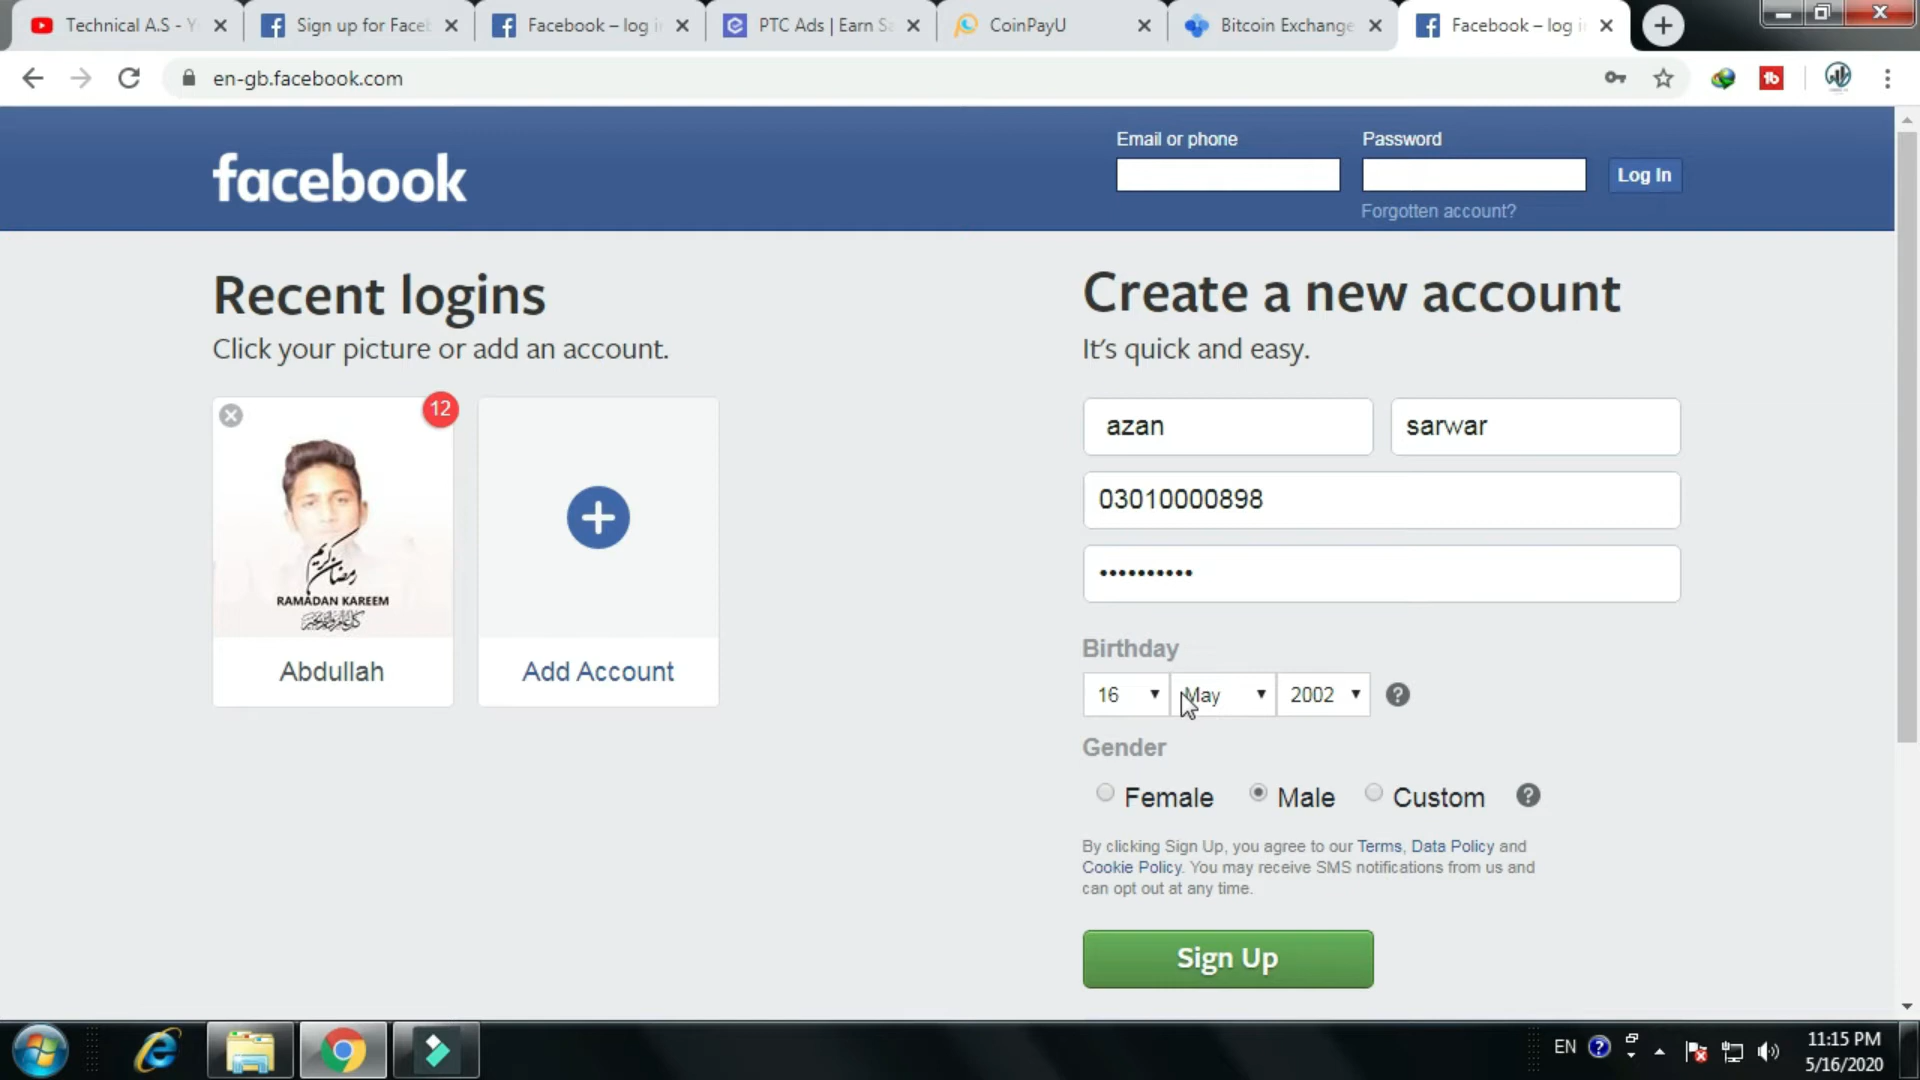 Technical A.S - Y
Sign up for Face
Facebook – log i
PTC Ads | Earn Sa
CoinPayU
Bitcoin Exchange
Facebook – log i
en-gb.facebook.com
facebook
Email or phone
Password
Log In
Forgotten account?
Recent logins
Click your picture or add an account.
12
رمضان كريم
RAMADAN KAREEM
Abdullah
Add Account
Create a new account
It's quick and easy.
azan
sarwar
03010000898
••••••••••
Birthday
16 May 2002
Gender
Female Male Custom
By clicking Sign Up, you agree to our Terms, Data Policy and
Cookie Policy. You may receive SMS notifications from us and
can opt out at any time.
Sign Up
EN
11:15 PM
5/16/2020